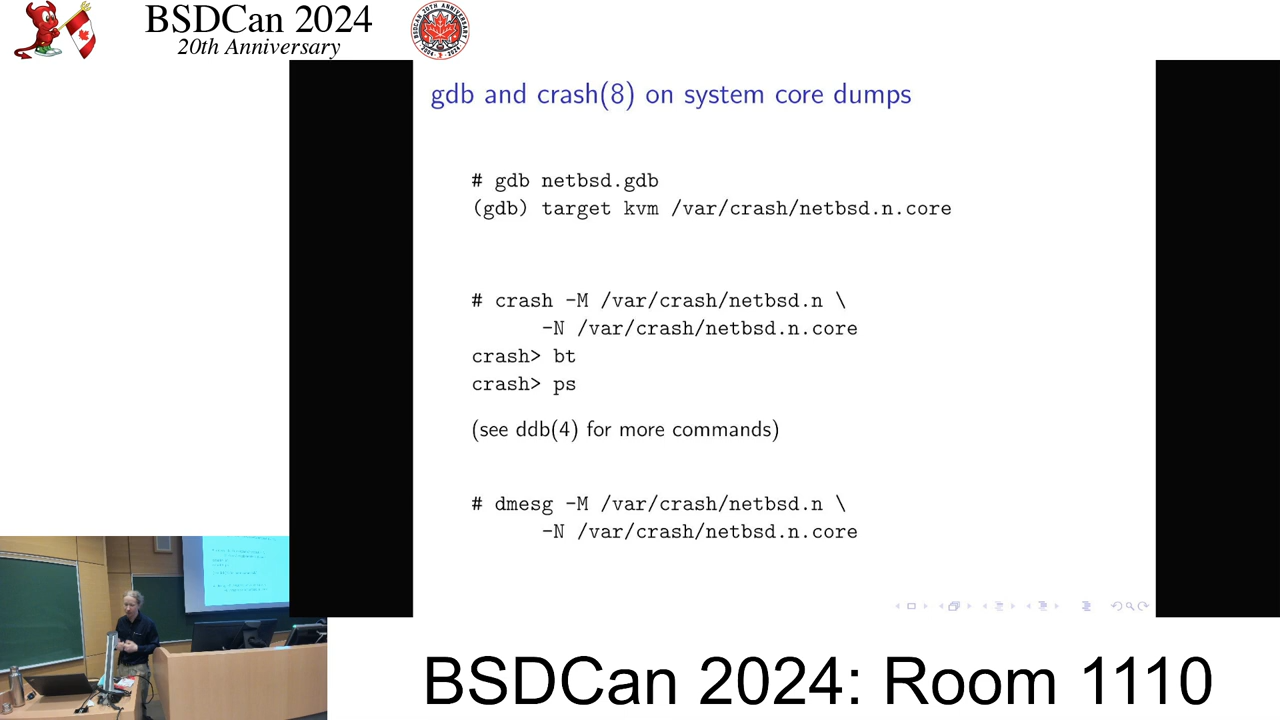 BSDCan 2024
20th Anniversary
gdb and crash(8) on system core dumps
# gdb netbsd.gdb
(gdb) target kvm /var/crash/netbsd.n.core
# crash -M /var/crash/netbsd.n \
-N /var/crash/netbsd.n.core
crash> bt
crash> ps
(see ddb(4) for more commands)
# dmesg -M /var/crash/netbsd.n \
-N /var/crash/netbsd.n.core
BSDCan 2024: Room 1110